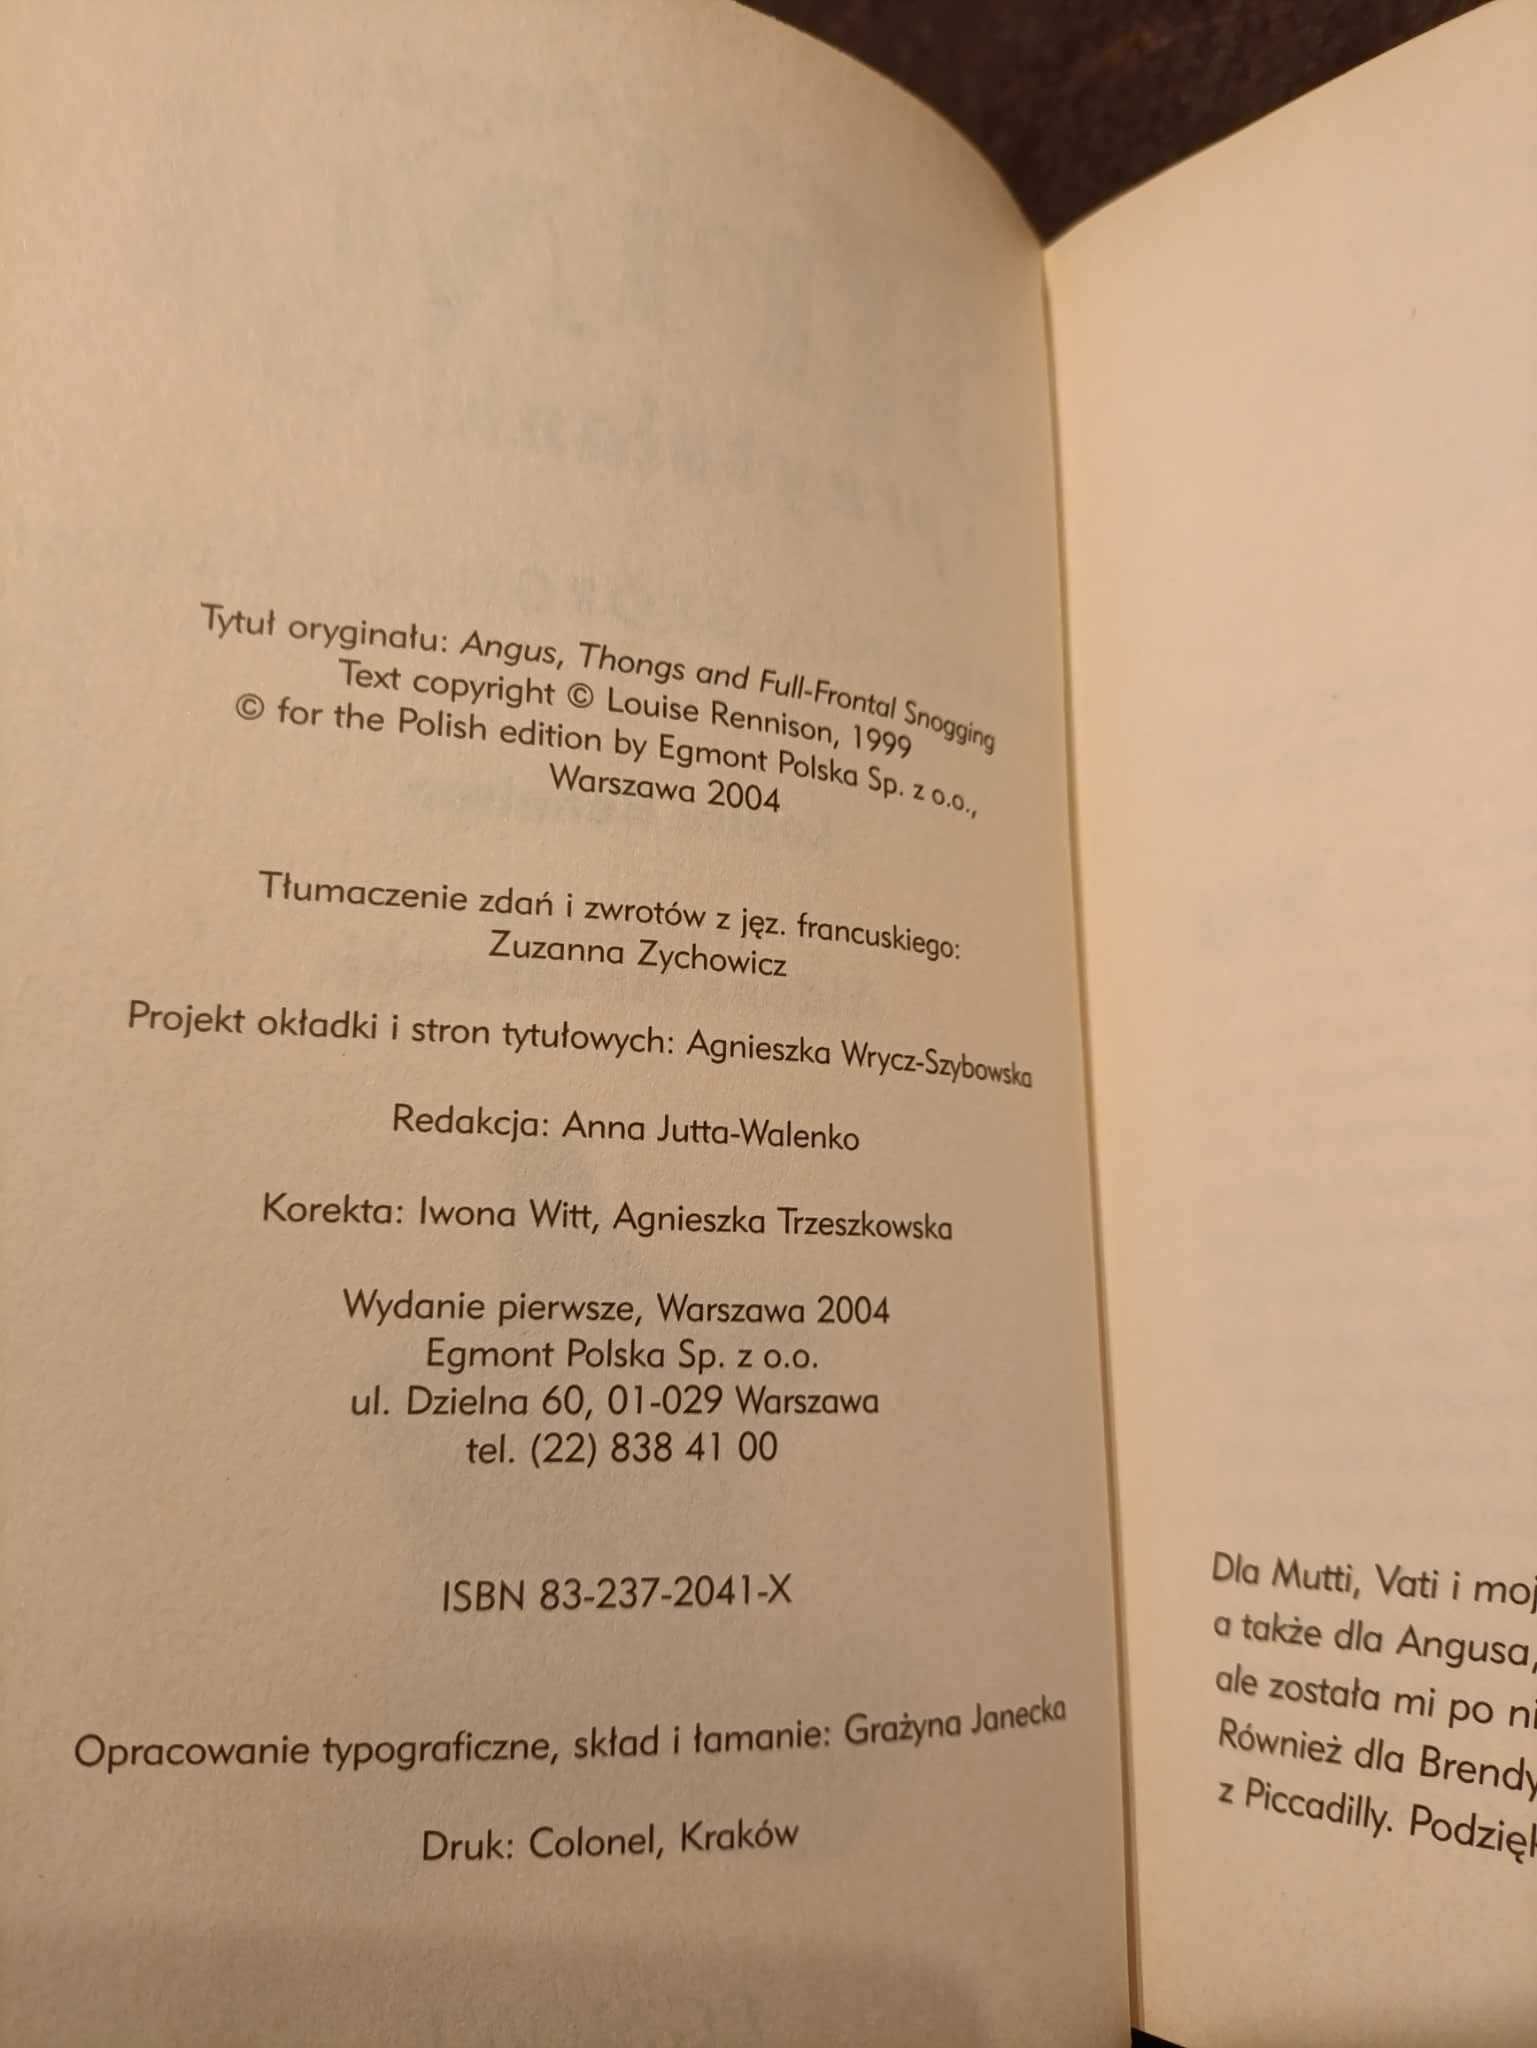 Tytuł oryginału: Angus, Thongs and Full-Frontal Snogging
Text copyright © Louise Rennison, 1999
© for the Polish edition by Egmont Polska Sp. z o.o.,
Warszawa 2004
Tłumaczenie zdań i zwrotów z jęz. francuskiego:
Zuzanna Zychowicz
Projekt okładki i stron tytułowych: Agnieszka Wrycz-Szybowska
Redakcja: Anna Jutta-Walenko
Korekta: Iwona Witt, Agnieszka Trzeszkowska
Wydanie pierwsze, Warszawa 2004
Egmont Polska Sp. z o.o.
ul. Dzielna 60, 01-029 Warszawa
tel. (22) 838 41 00
ISBN 83-237-2041-X
Opracowanie typograficzne, skład i łamanie: Grażyna Janecka
Druk: Colonel, Kraków
Dla Mutti, Vati i moj
a także dla Angusa,
ale została mi po ni
Również dla Brendy
z Piccadilly. Podzięk